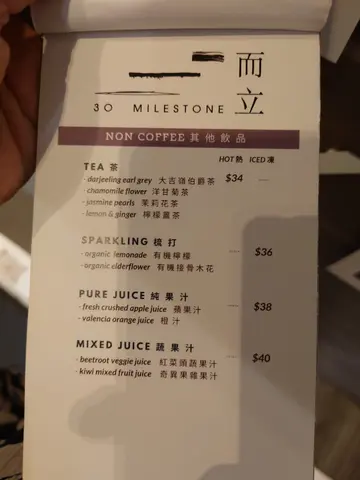 而立
30 MILESTONE
NON COFFEE 其他飲品
HOT 熱 ICED 凍
TEA 茶
- darjeeling earl grey 大吉嶺伯爵茶 $34 —
- chamomile flower 洋甘菊茶
- jasmine pearls 茉莉花茶
- lemon & ginger 檸檬薑茶
SPARKLING 梳打
- organic lemonade 有機檸檬 — $36
- organic elderflower 有機接骨木花
PURE JUICE 純果汁
- fresh crushed apple juice 蘋果汁 — $38
- valencia orange juice 橙汁
MIXED JUICE 蔬果汁
- beetroot veggie juice 紅菜頭蔬果汁 — $40
- kiwi mixed fruit juice 奇異果雜果汁